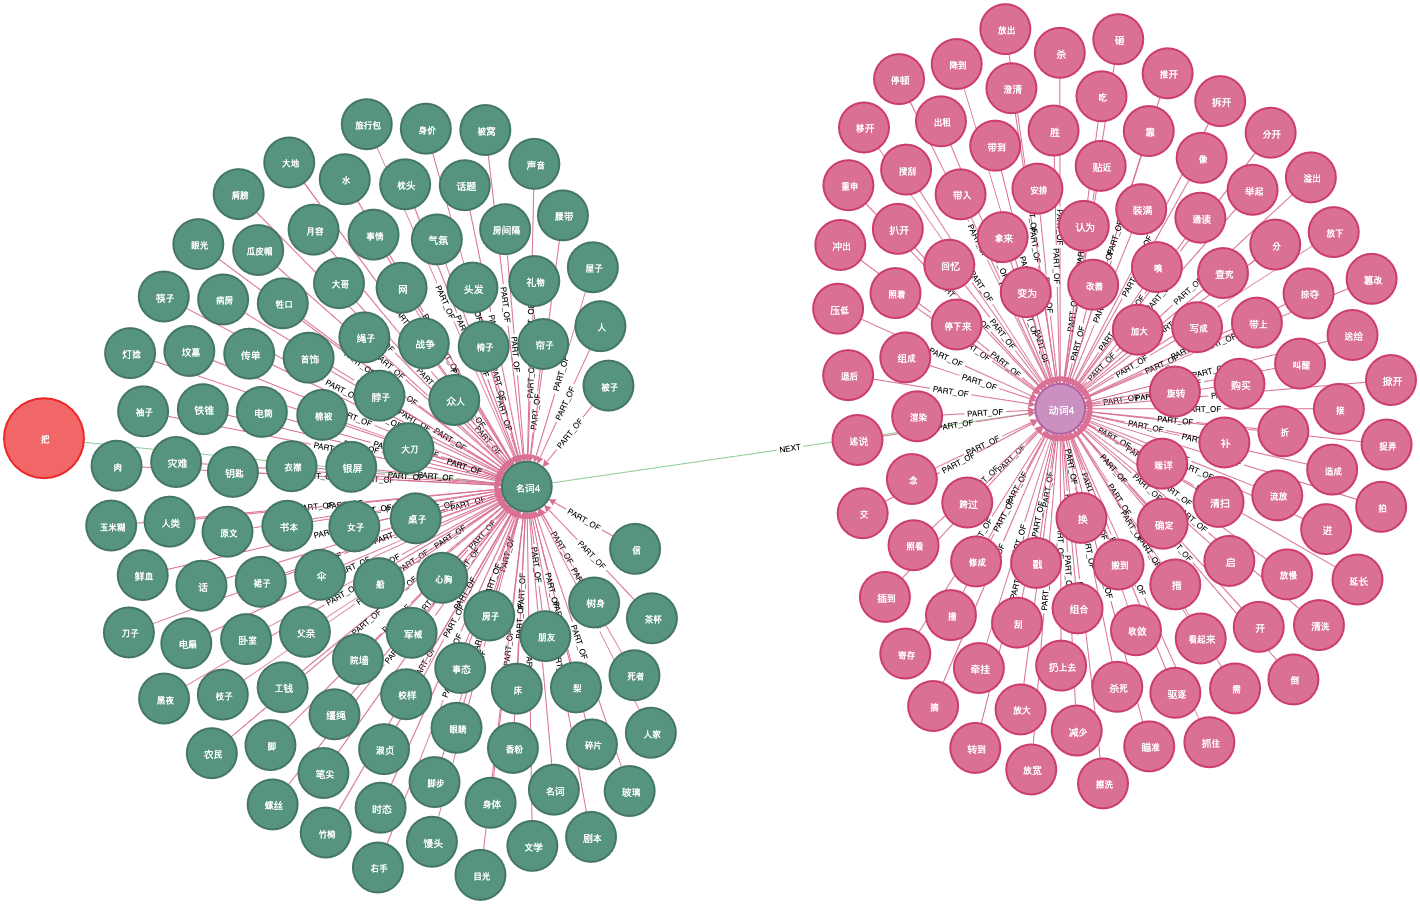 把
旅行包
身价
被窝
声音
大地
水
枕头
话题
腰带
肩膀
月容
事情
气氛
房间隔
屋子
眼光
瓜皮帽
大哥
网
头发
礼物
人
筷子
病房
牲口
绳子
战争
椅子
帘子
被子
灯捻
坟墓
传单
首饰
脖子
众人
袖子
铁锥
电筒
棉被
大刀
肉
灾难
钥匙
衣襟
银屏
名词4
玉米糊
人类
原文
书本
女子
桌子
信
鲜血
话
裙子
伞
船
心胸
树身
茶杯
刀子
电扇
卧室
父亲
军械
房子
朋友
黑夜
枝子
工钱
院墙
事态
床
梨
死者
农民
脚
缰绳
校样
眼睛
香粉
碎片
人家
螺丝
笔尖
淑贞
脚步
身体
名词
玻璃
竹椅
时态
馒头
文学
剧本
右手
目光
PART_OF
NEXT
放出
杀
砸
降到
停顿
澄清
吃
推开
拆开
移开
出租
带到
胜
靠
分开
重申
搜刮
带入
安排
贴近
像
举起
溢出
冲出
扒开
拿来
认为
装满
通读
分
放下
压低
照着
回忆
变为
改善
嗅
查究
掠夺
篡改
退后
组成
停下来
加大
写成
带上
送给
叫醒
掀开
渲染
动词4
旋转
购买
接
逃说
念
端详
补
折
捉弄
交
跨过
换
确定
清扫
流放
造成
拍
照看
修成
戳
搬到
揩
启
放慢
进
延长
插到
撞
刮
组合
收敛
看起来
开
清洗
寄存
牵挂
扔上去
杀死
驱逐
需
倒
摘
放大
减少
瞄准
抓住
转到
放宽
擦洗